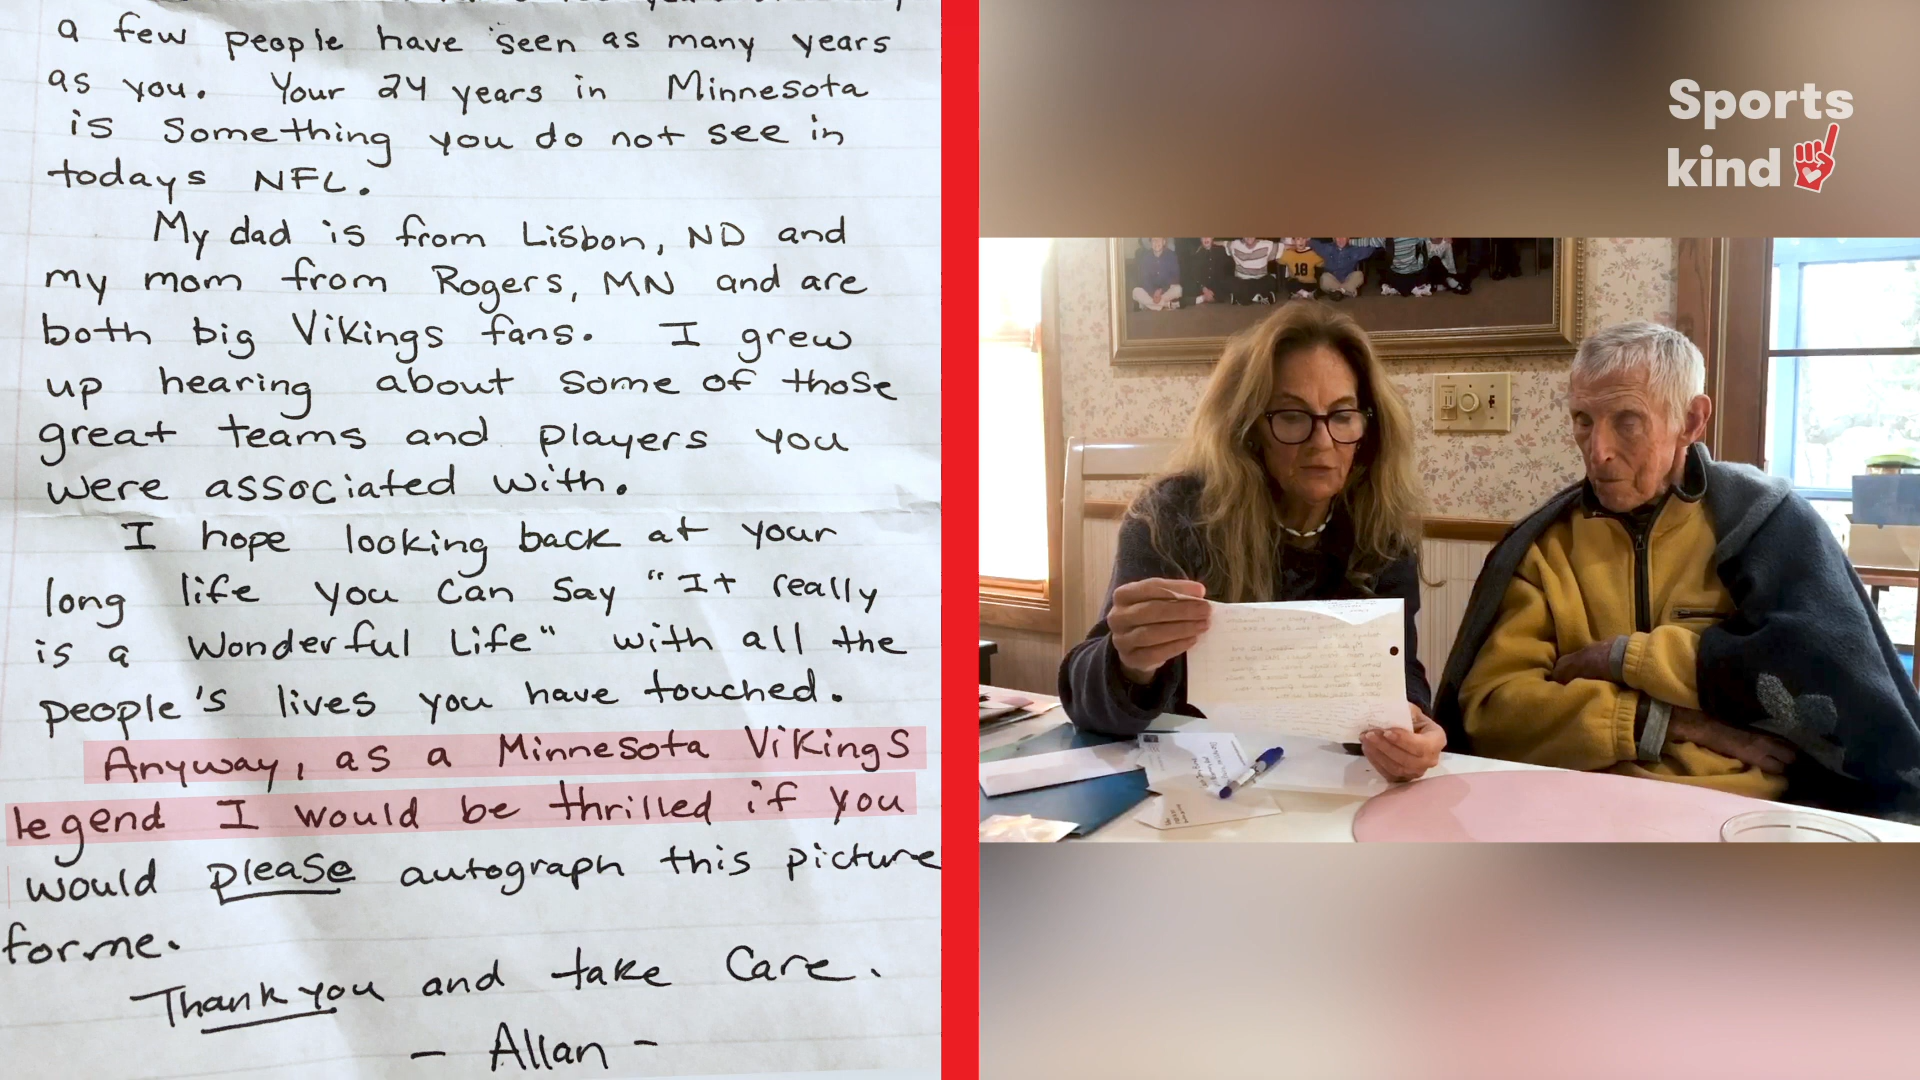 a few people have seen as many years
as you. Your 24 years in Minnesota
is something you do not see in
todays NFL.
My dad is from Lisbon, ND and
my mom from Rogers, MN and are
both big Vikings fans. I grew
up hearing about some of those
great teams and players you
were associated with.
I hope looking back at your
long life you can say "It really
is a Wonderful Life" with all the
people's lives you have touched.
Anyway, as a Minnesota Vikings
legend I would be thrilled if you
would please autograph this picture
for me.
Thank you and take care.
- Allan -
Sports
kind
18